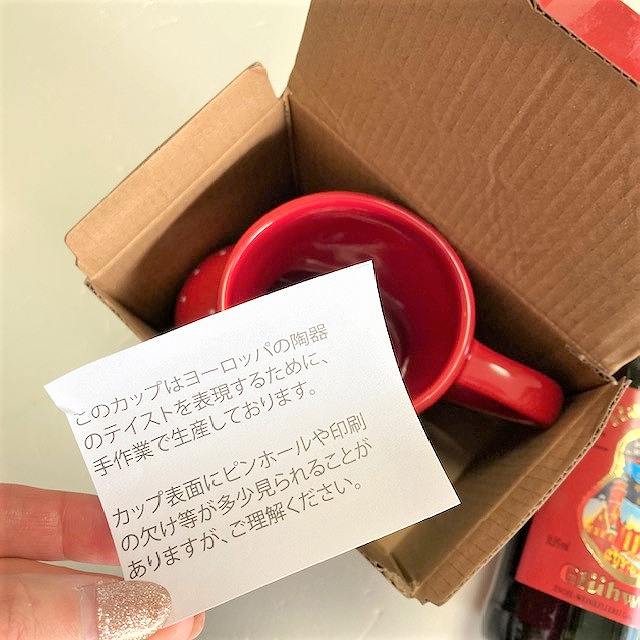 このカップはヨーロッパの陶器
のテイストを表現するために、
手作業で生産しております。
カップ表面にピンホールや印刷
の欠け等が多少見られることが
ありますが、ご理解ください。